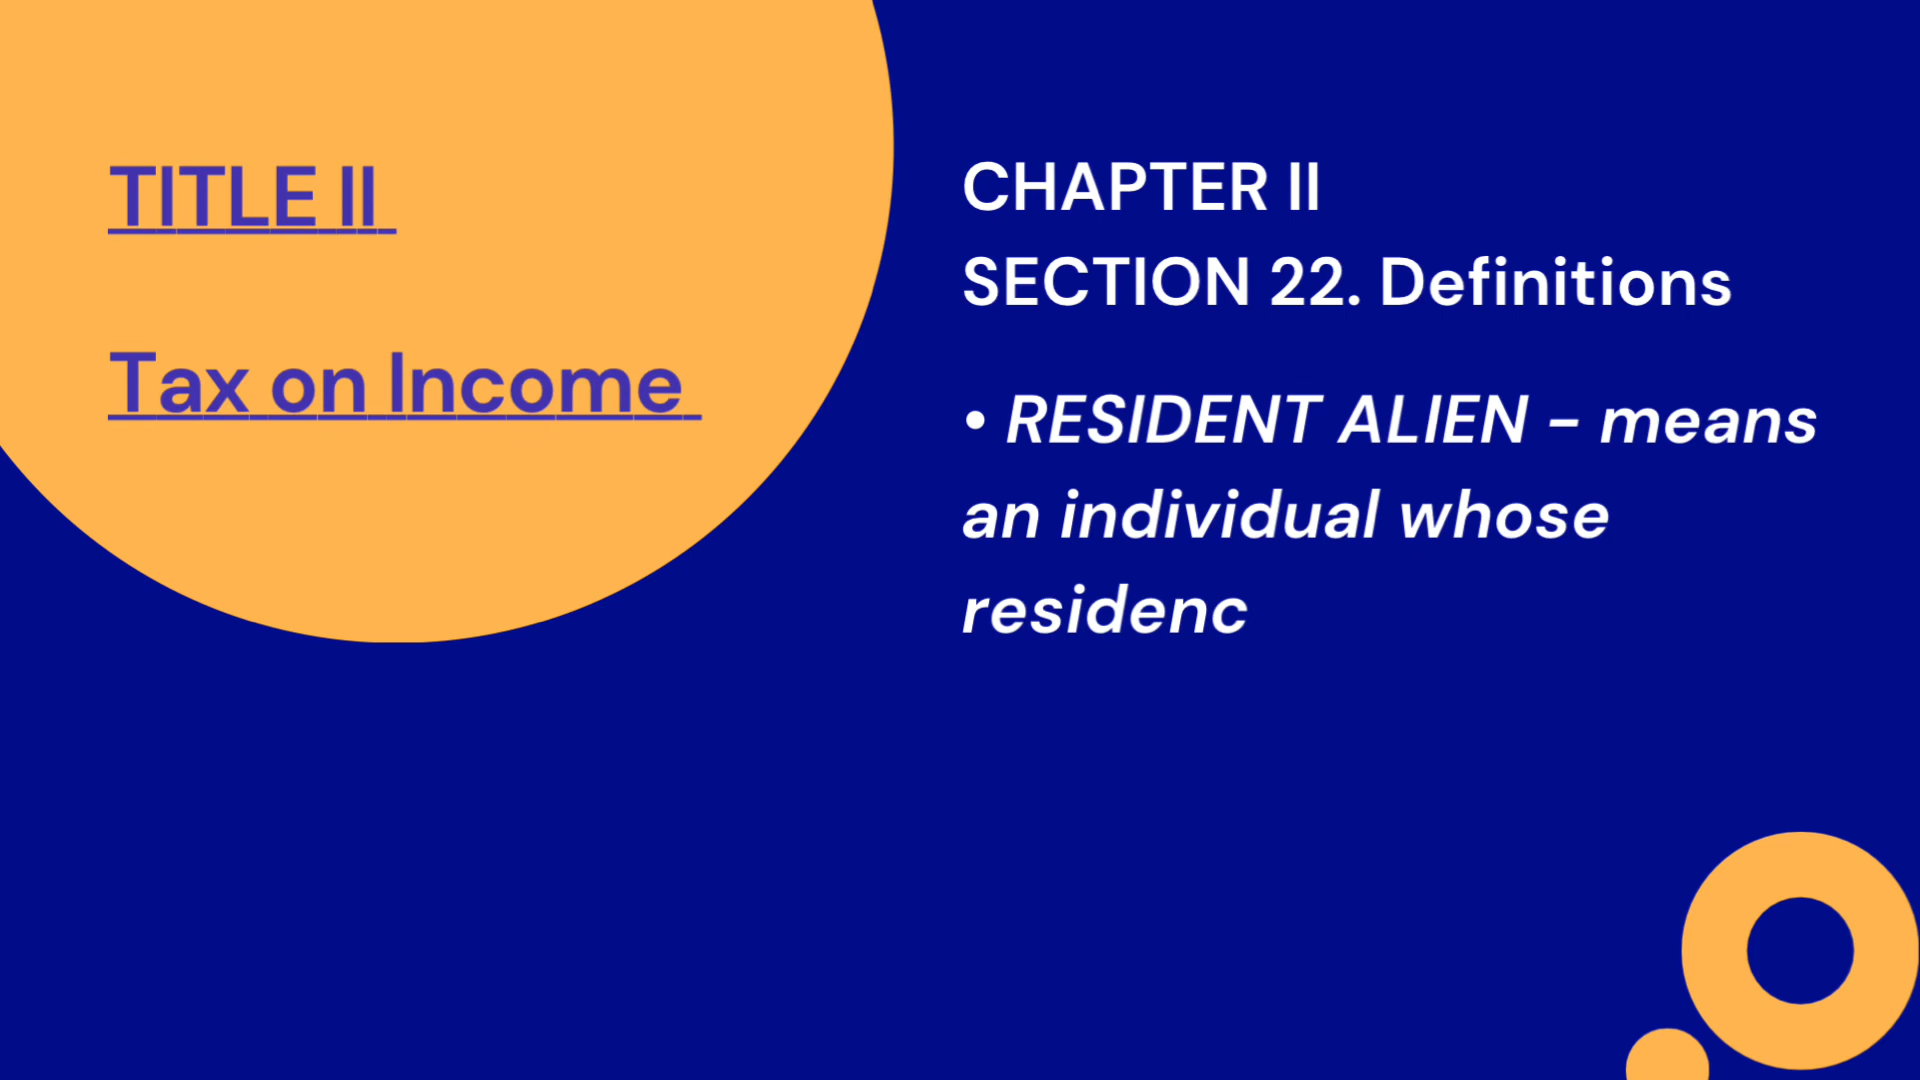 TITLE II
Tax on Income
CHAPTER II
SECTION 22. Definitions
• RESIDENT ALIEN - means
an individual whose
residenc